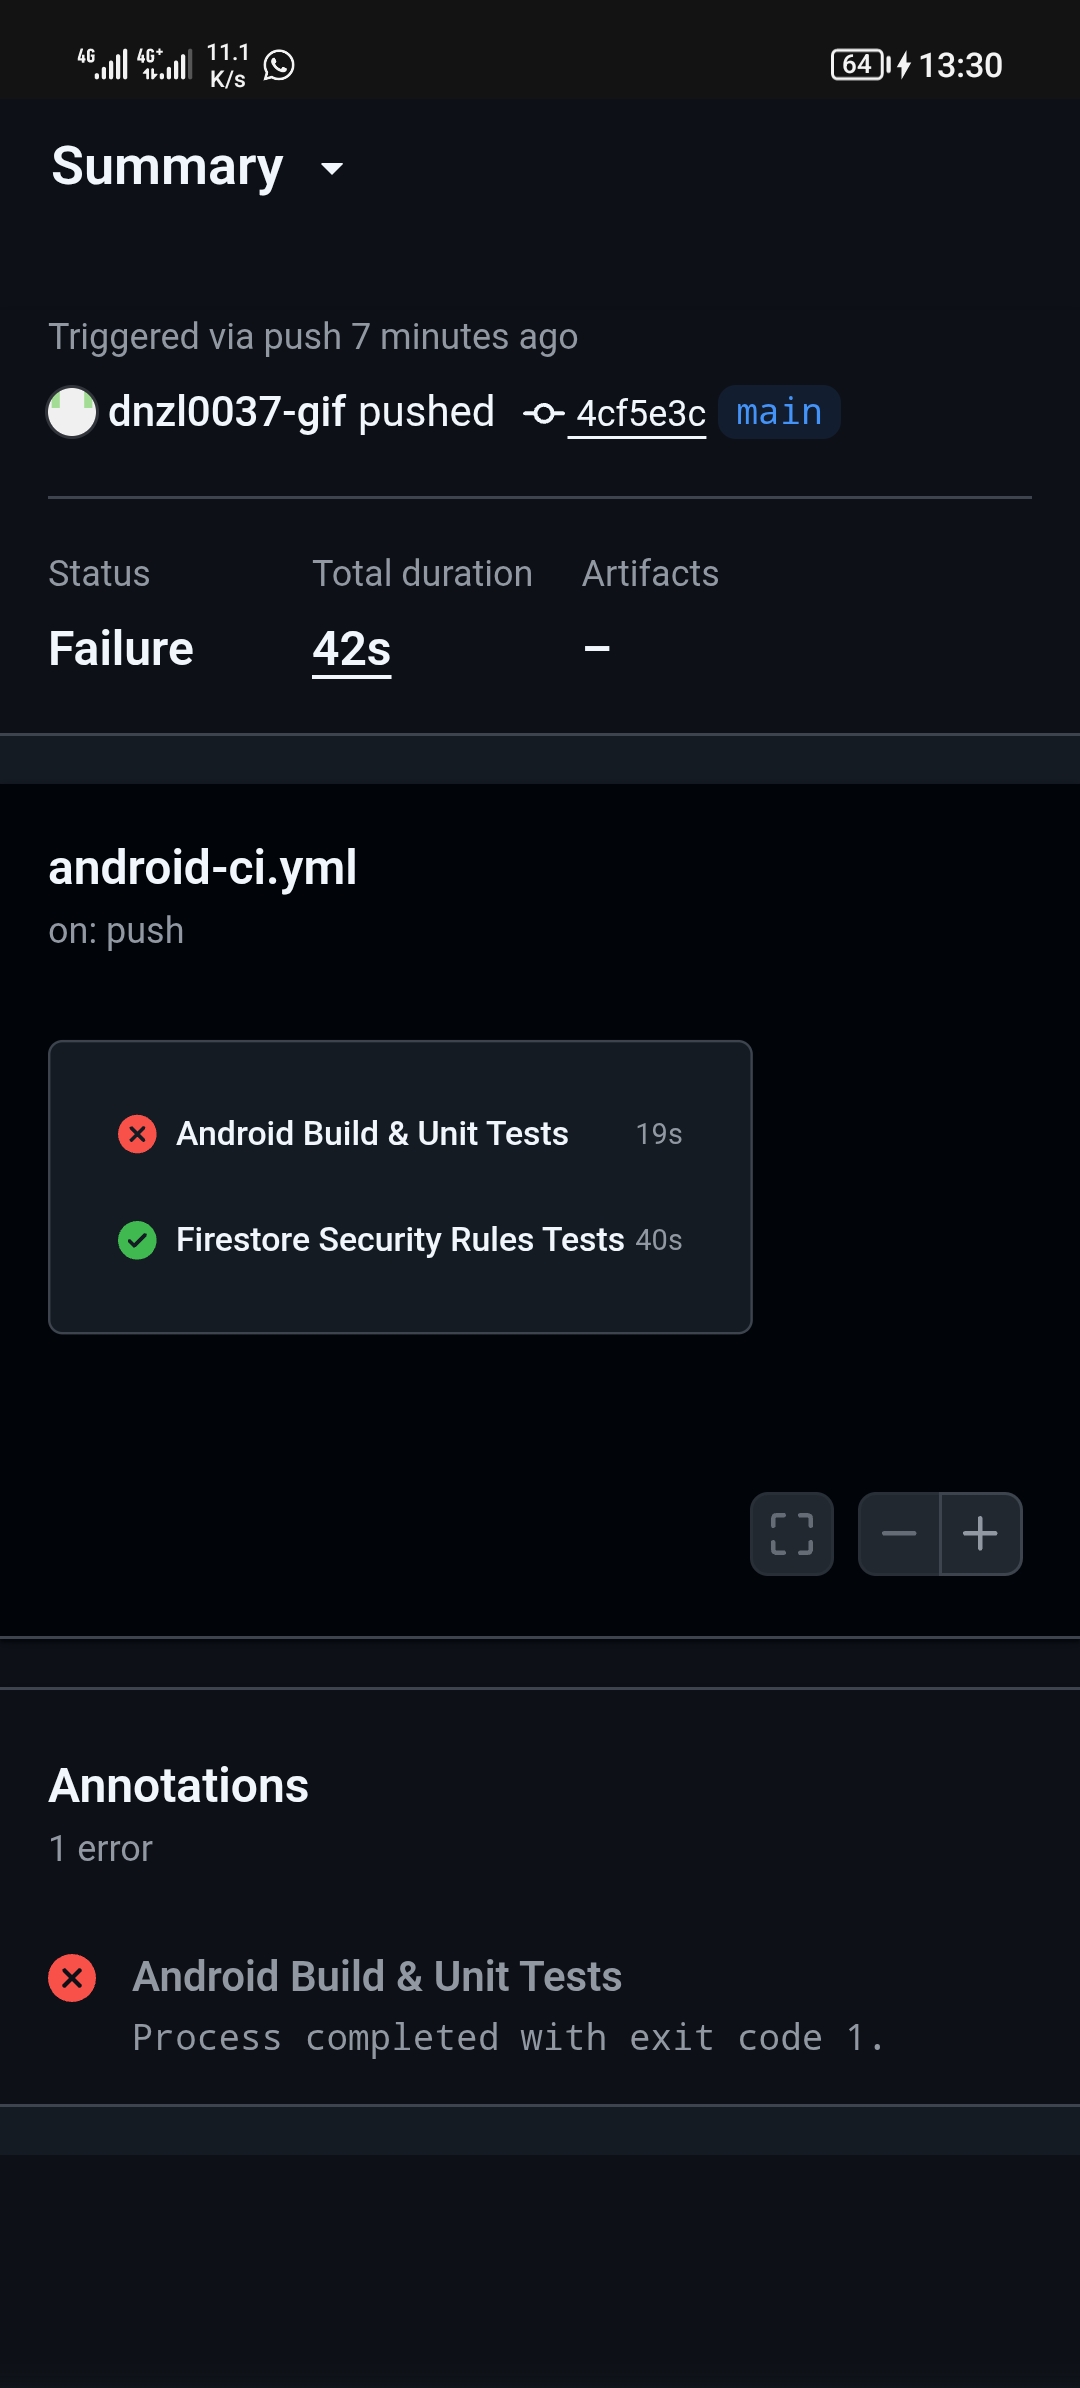 4G 4G+ 11.1 K/s 64 13:30
Summary
Triggered via push 7 minutes ago
dnzl0037-gif pushed 4cf5e3c main
Status Total duration Artifacts
Failure 42s –
android-ci.yml
on: push
Android Build & Unit Tests 19s
Firestore Security Rules Tests 40s
Annotations
1 error
Android Build & Unit Tests
Process completed with exit code 1.